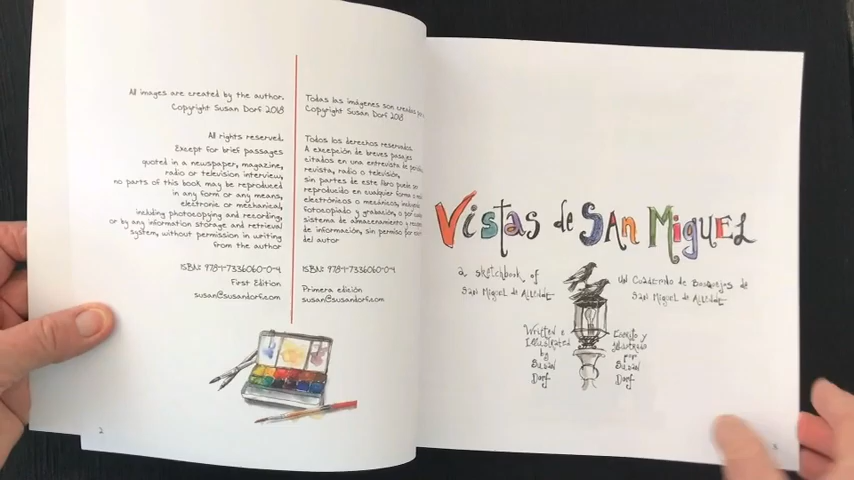 All images are created by the author.
Copyright Susan Dorf 2018
All rights reserved.
Except for brief passages
quoted in a newspaper, magazine,
radio or television interview,
no parts of this book may be reproduced
in any form or any means,
electronic or mechanical,
including photocopying and recording,
or by any information storage and retrieval
system, without permission in writing
from the author
ISBN: 978-1-7336060-0-4
First Edition
susan@susandorf.com
2
Todas las imágenes son creadas
Copyright Susan Dorf 2018
Todos los derechos reservados.
A excepción de breves pasajes
citados en una entrevista de
revista, radio o televisión,
sin partes de este libro puede ser
reproducido en cualquier forma o
electrónicos o mecánicos,
fotocopiado y grabación, o por
sistema de almacenamiento y
de información, sin permiso por
del autor
ISBN: 978-1-7336060-0-4
Primera edición
susan@susandorf.com
Vistas de SAN MIGUEL
a sketchbook of
SAN MIGUEL DE ALLENDE
UN CUADERNO de Bosquejos de
SAN MIGUEL DE ALLENDE
Written &
Illustrated
by
Susan
Dorf
Escrito y
Illustrado
por
Susan
Dorf